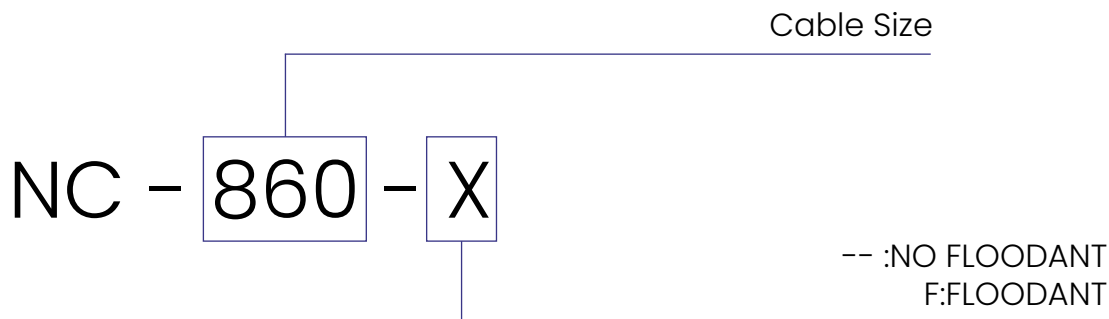 Cable Size
NC - 860 - X
-- :NO FLOODANT
F:FLOODANT